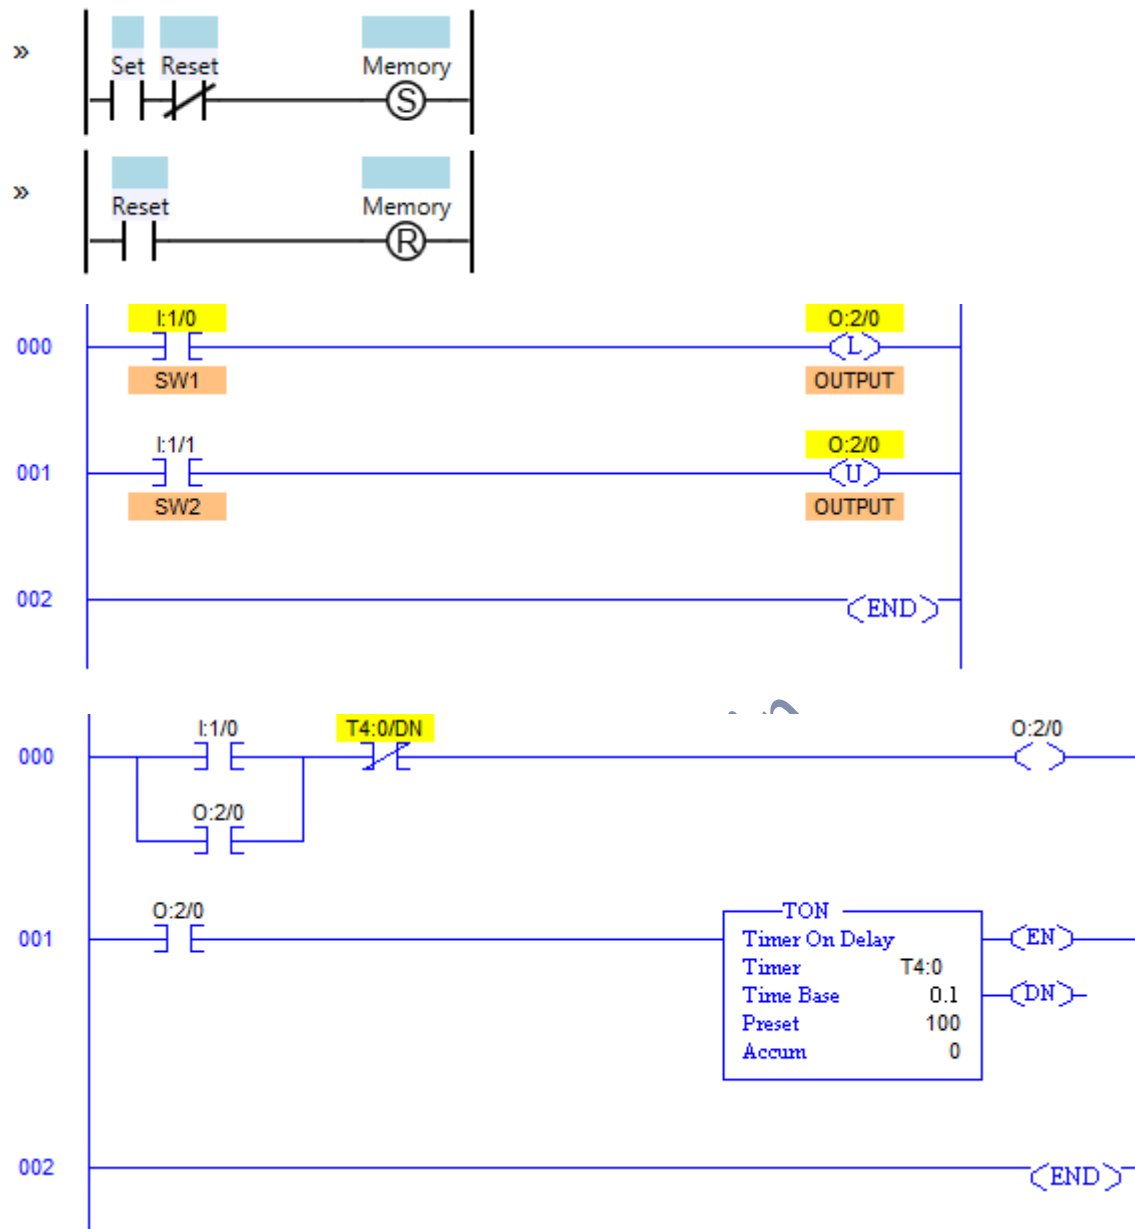 »
Set Reset Memory
S
»
Reset Memory
R
I:1/0 O:2/0
000 L
SW1 OUTPUT
I:1/1 O:2/0
001 U
SW2 OUTPUT
002 END
I:1/0 T4:0/DN O:2/0
000
O:2/0
O:2/0 TON
001 Timer On Delay EN
Timer T4:0
Time Base 0.1 DN
Preset 100
Accum 0
002 END